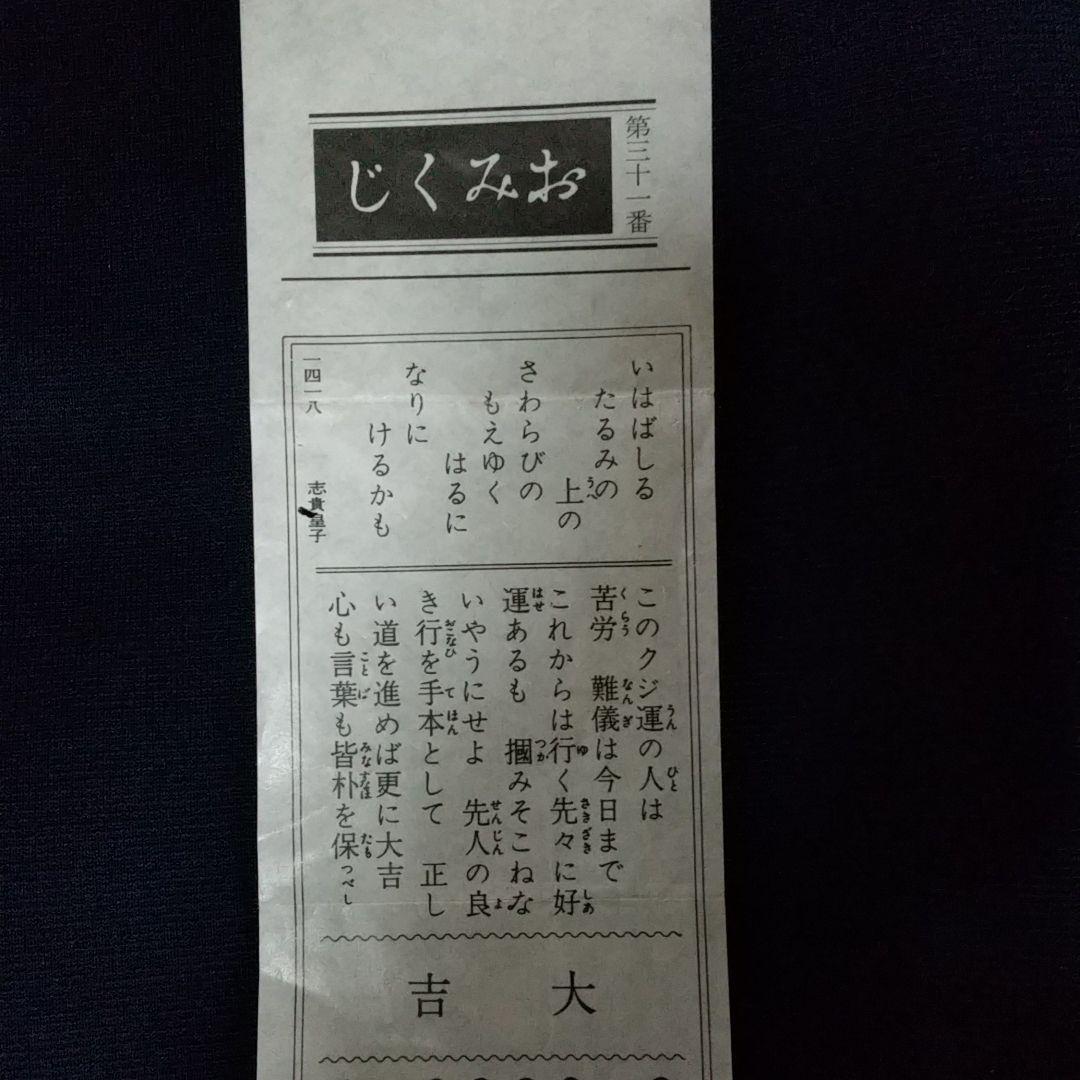 第三十一番
おみくじ
いはばしる
たるみの
上の
さわらびの
もえゆく
はるに
なりに
けるかも
一四一八 志貴皇子
このクジ運の人は
苦労 難儀は今日まで
これからは行く先々に好
運あるも 摑みそこねな
いやうにせよ 先人の良
き行を手本として 正し
い道を進めば更に大吉
心も言葉も皆朴を保つべし
大吉